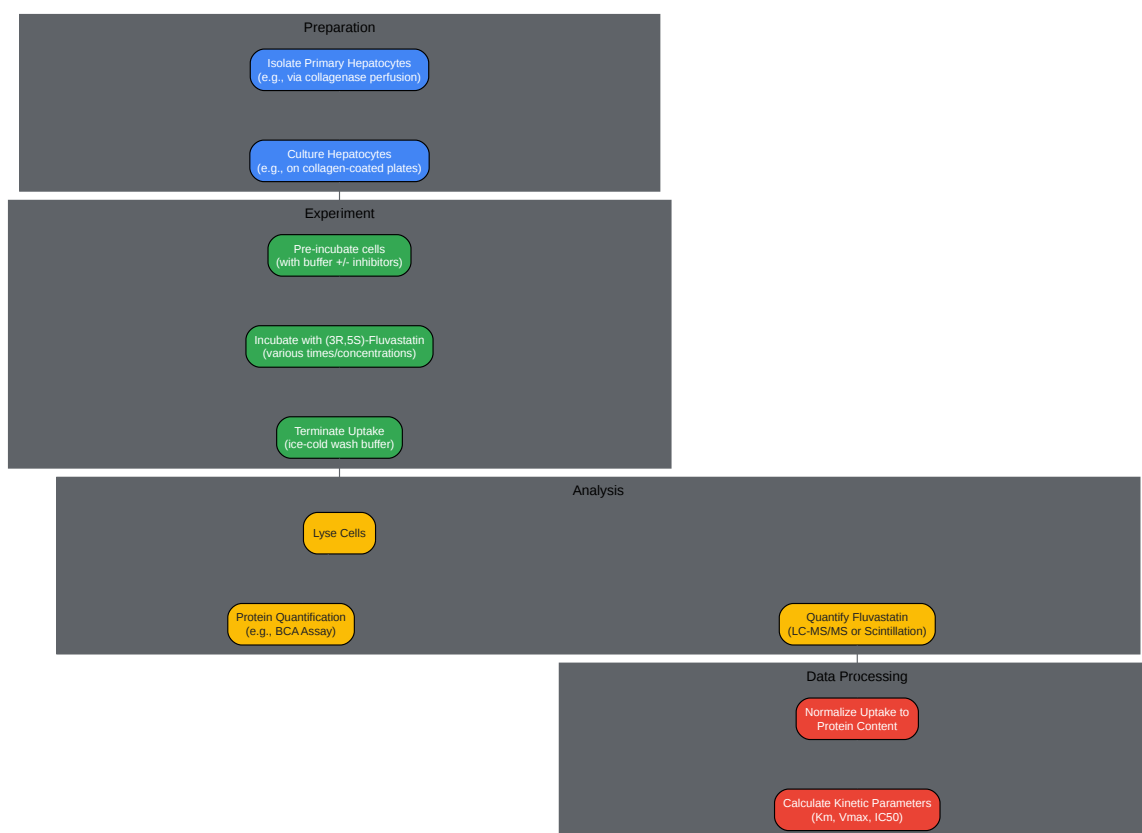 Preparation
Isolate Primary Hepatocytes
(e.g., via collagenase perfusion)
Culture Hepatocytes
(e.g., on collagen-coated plates)
Experiment
Pre-incubate cells
(with buffer +/- inhibitors)
Incubate with (3R,5S)-Fluvastatin
(various times/concentrations)
Terminate Uptake
(ice-cold wash buffer)
Analysis
Lyse Cells
Protein Quantification
(e.g., BCA Assay)
Quantify Fluvastatin
(LC-MS/MS or Scintillation)
Data Processing
Normalize Uptake to
Protein Content
Calculate Kinetic Parameters
(Km, Vmax, IC50)